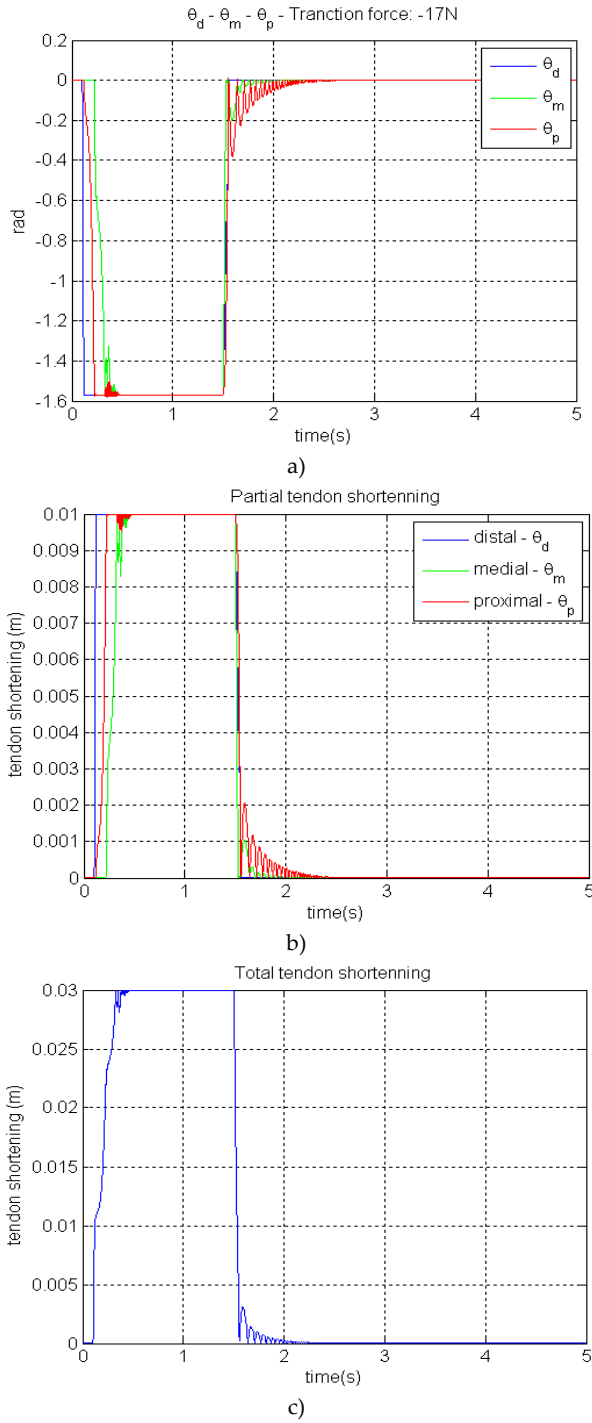 θd - θm - θp - Tranction force: -17N
0.2
0
-0.2
-0.4
-0.6
-0.8
-1
-1.2
-1.4
-1.6
rad
θd
θm
θp
0 1 2 3 4 5
time(s)
a)
Partial tendon shortenning
0.01
0.009
0.008
0.007
0.006
0.005
0.004
0.003
0.002
0.001
0
tendon shortening (m)
distal - θd
medial - θm
proximal - θp
0 1 2 3 4 5
time(s)
b)
Total tendon shortenning
0.03
0.025
0.02
0.015
0.01
0.005
0
tendon shortening (m)
0 1 2 3 4 5
time(s)
c)